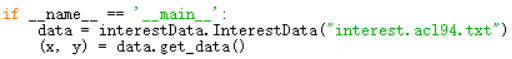 if __name__ == '__main__':
    data = interestData.InterestData("interest.acl94.txt")
    (x, y) = data.get_data()